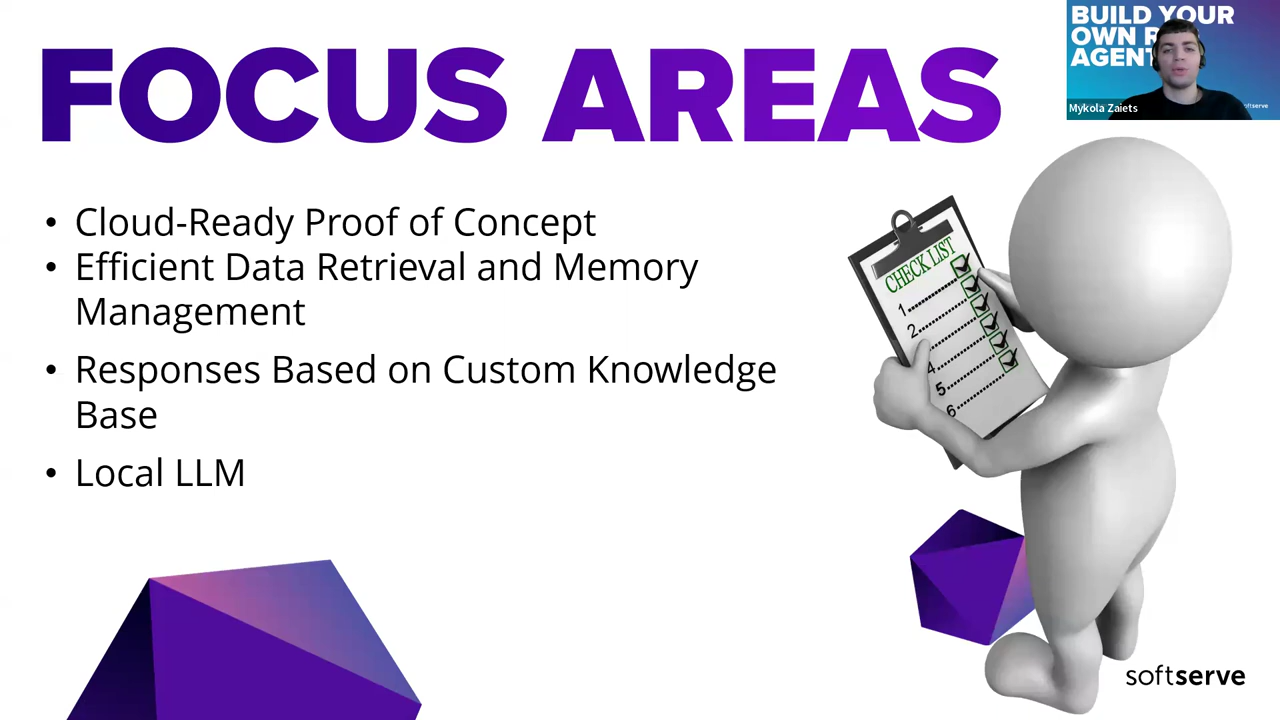 FOCUS AREAS
BUILD YOUR
OWN R
AGENT
Mykola Zaiets
• Cloud-Ready Proof of Concept
• Efficient Data Retrieval and Memory
Management
• Responses Based on Custom Knowledge
Base
• Local LLM
CHECK LIST
1
2
4
5
6
softserve